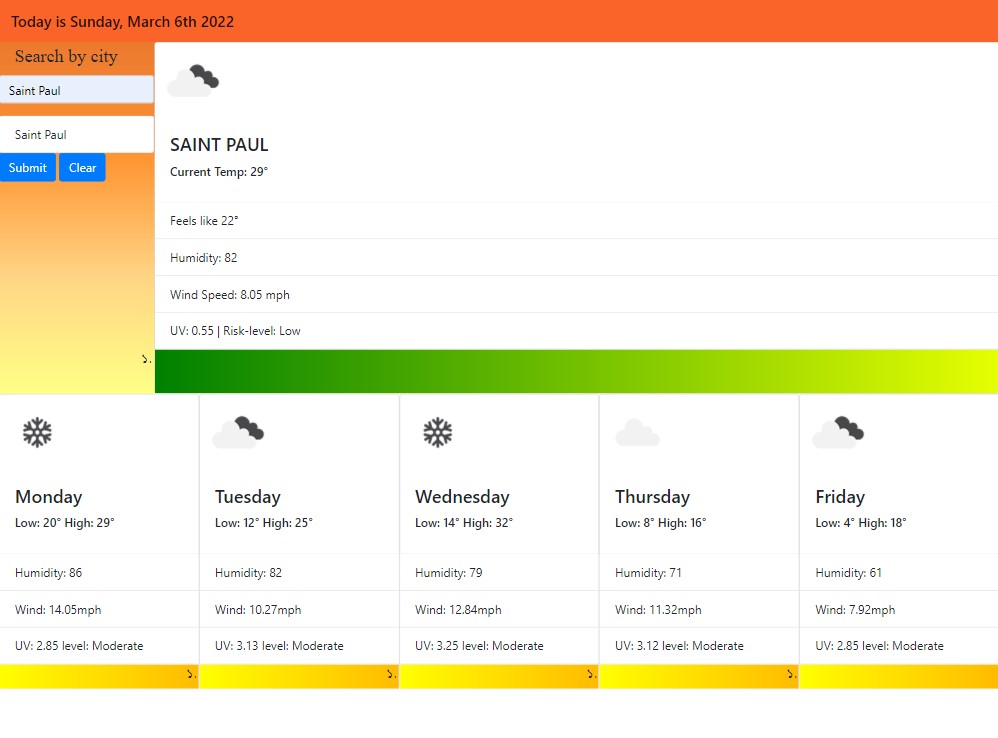 Today is Sunday, March 6th 2022
Search by city
Saint Paul
Saint Paul
Submit Clear
SAINT PAUL
Current Temp: 29°
Feels like 22°
Humidity: 82
Wind Speed: 8.05 mph
UV: 0.55 | Risk-level: Low
Monday
Low: 20° High: 29°
Humidity: 86
Wind: 14.05mph
UV: 2.85 level: Moderate
Tuesday
Low: 12° High: 25°
Humidity: 82
Wind: 10.27mph
UV: 3.13 level: Moderate
Wednesday
Low: 14° High: 32°
Humidity: 79
Wind: 12.84mph
UV: 3.25 level: Moderate
Thursday
Low: 8° High: 16°
Humidity: 71
Wind: 11.32mph
UV: 3.12 level: Moderate
Friday
Low: 4° High: 18°
Humidity: 61
Wind: 7.92mph
UV: 2.85 level: Moderate